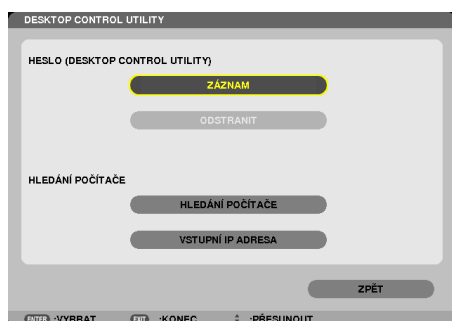 DESKTOP CONTROL UTILITY
HESLO (DESKTOP CONTROL UTILITY)
ZÁZNAM
ODSTRANIT
HLEDÁNÍ POČÍTAČE
HLEDÁNÍ POČÍTAČE
VSTUPNÍ IP ADRESA
ZPĚT
ENTER :VYBRAT EXIT :KONEC :PŘESUNOUT